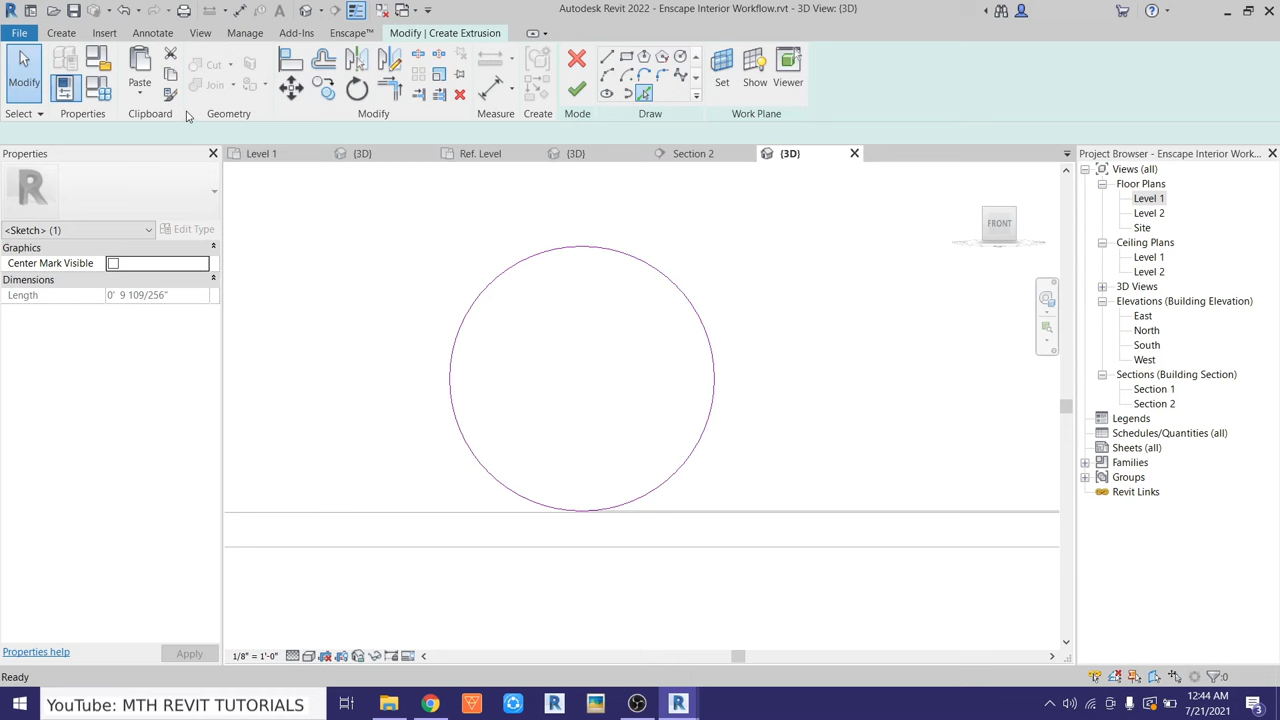 Autodesk Revit 2022 - Enscape Interior Workflow.rvt - 3D View: {3D}
File Create Insert Annotate View Manage Add-Ins Enscape™ Modify | Create Extrusion
Modify Paste Cut Join Set Show Viewer
Select Properties Clipboard Geometry Modify Measure Create Mode Draw Work Plane
Properties
Level 1 {3D} Ref. Level {3D} Section 2 {3D}
Project Browser - Enscape Interior Work...
<Sketch> (1) Edit Type
Graphics
Center Mark Visible
Dimensions
Length 0' 9 109/256"
FRONT
Views (all)
Floor Plans
Level 1
Level 2
Site
Ceiling Plans
Level 1
Level 2
3D Views
Elevations (Building Elevation)
East
North
South
West
Sections (Building Section)
Section 1
Section 2
Legends
Schedules/Quantities (all)
Sheets (all)
Families
Groups
Revit Links
Properties help Apply
1/8" = 1'-0"
Ready
:0
YouTube: MTH REVIT TUTORIALS
12:44 AM
7/21/2021
3